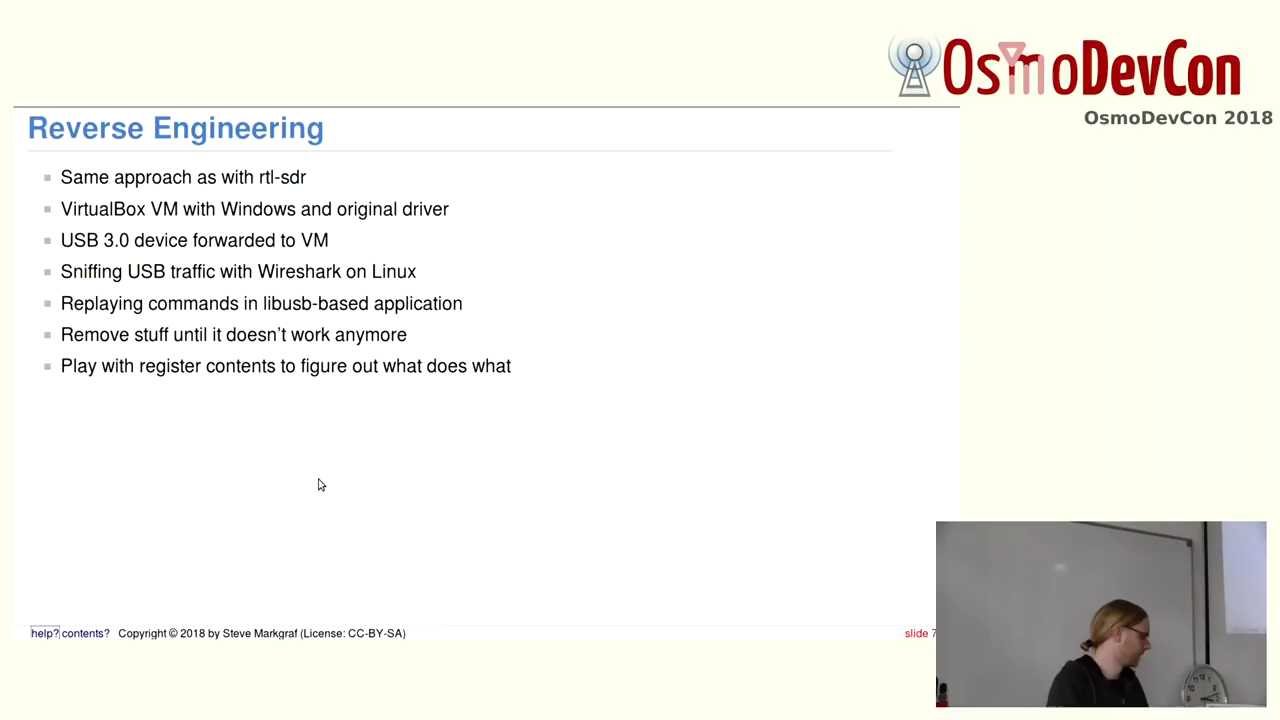 OsmoDevCon
OsmoDevCon 2018
Reverse Engineering
Same approach as with rtl-sdr
VirtualBox VM with Windows and original driver
USB 3.0 device forwarded to VM
Sniffing USB traffic with Wireshark on Linux
Replaying commands in libusb-based application
Remove stuff until it doesn't work anymore
Play with register contents to figure out what does what
help? contents? Copyright © 2018 by Steve Markgraf (License: CC-BY-SA)
slide 7